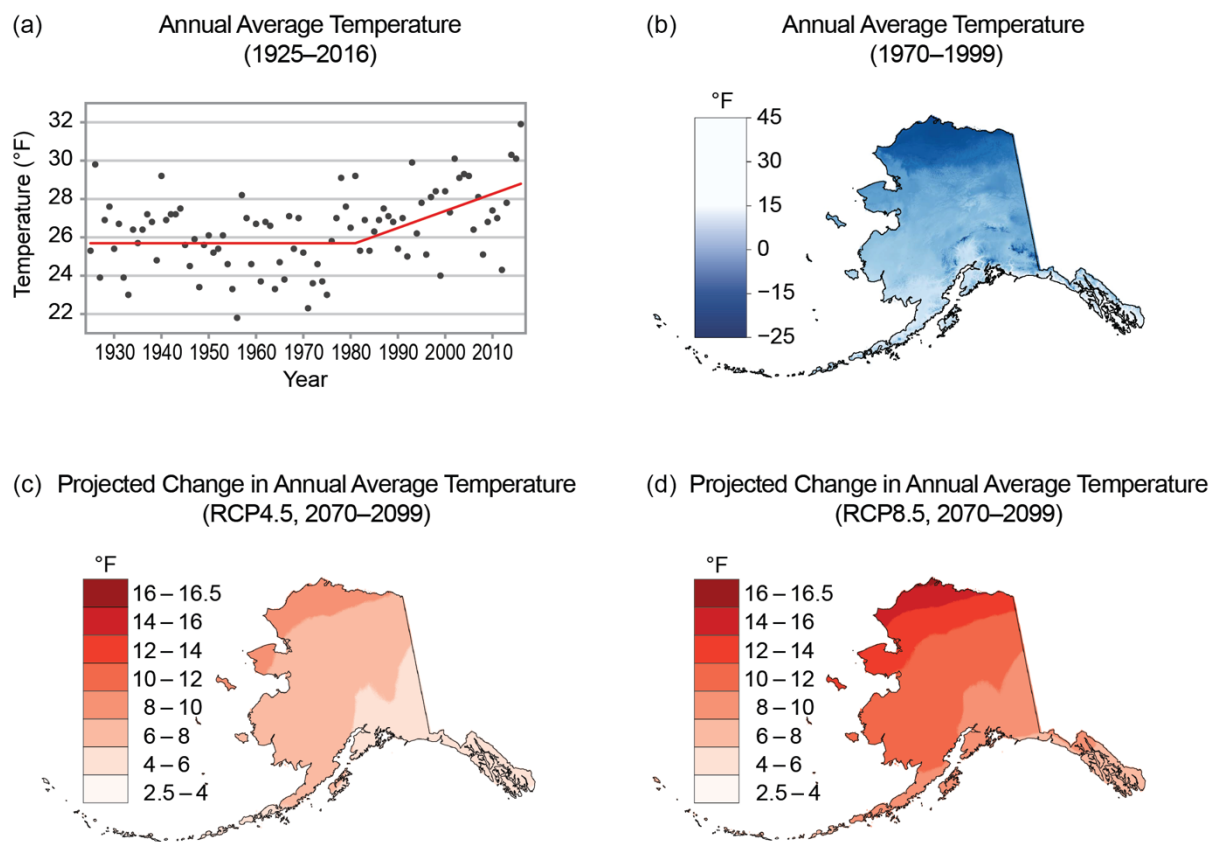 (a) Annual Average Temperature
(1925–2016)
Temperature (°F)
32
30
28
26
24
22
1930 1940 1950 1960 1970 1980 1990 2000 2010
Year
(b) Annual Average Temperature
(1970–1999)
°F
45
30
15
0
−15
−25
(c) Projected Change in Annual Average Temperature
(RCP4.5, 2070–2099)
°F
16 – 16.5
14 – 16
12 – 14
10 – 12
8 – 10
6 – 8
4 – 6
2.5 – 4
(d) Projected Change in Annual Average Temperature
(RCP8.5, 2070–2099)
°F
16 – 16.5
14 – 16
12 – 14
10 – 12
8 – 10
6 – 8
4 – 6
2.5 – 4